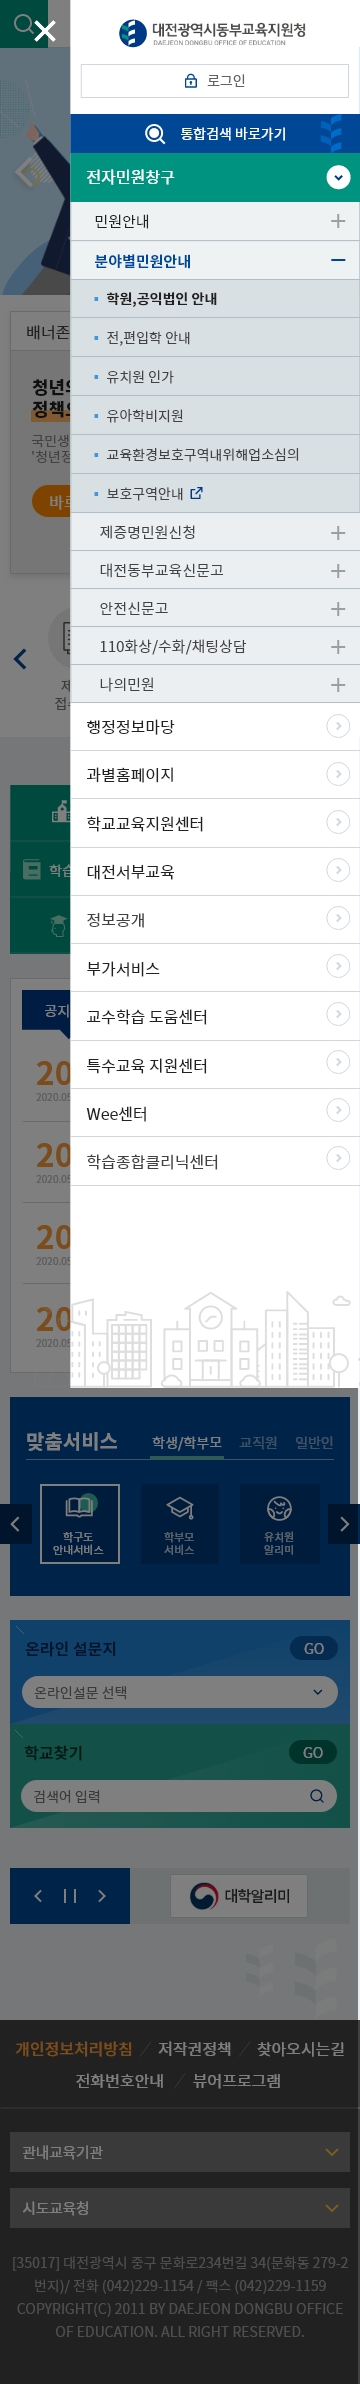 대전광역시동부교육지원청
DAEJEON DONGBU OFFICE OF EDUCATION
로그인
통합검색 바로가기
전자민원창구
민원안내
분야별민원안내
학원,공익법인 안내
전,편입학 안내
유치원 인가
유아학비지원
교육환경보호구역내위해업소심의
보호구역안내
제증명민원신청
대전동부교육신문고
안전신문고
110화상/수화/채팅상담
나의민원
행정정보마당
과별홈페이지
학교교육지원센터
대전서부교육
정보공개
부가서비스
교수학습 도움센터
특수교육 지원센터
Wee센터
학습종합클리닉센터
배너존
청년
정책
국민생
'청년정
바로
제
접
학습
공지
20
2020.05
20
2020.05
20
2020.05
20
2020.05
맞춤서비스
학생/학부모 교직원 일반인
학구도
안내서비스
학부모
서비스
유치원
알리미
온라인 설문지 GO
온라인설문 선택
학교찾기 GO
검색어 입력
대학알리미
개인정보처리방침 / 저작권정책 / 찾아오시는길
전화번호안내 / 뷰어프로그램
관내교육기관
시도교육청
[35017] 대전광역시 중구 문화로234번길 34(문화동 279-2
번지)/ 전화 (042)229-1154 / 팩스 (042)229-1159
COPYRIGHT(C) 2011 BY DAEJEON DONGBU OFFICE
OF EDUCATION. ALL RIGHT RESERVED.